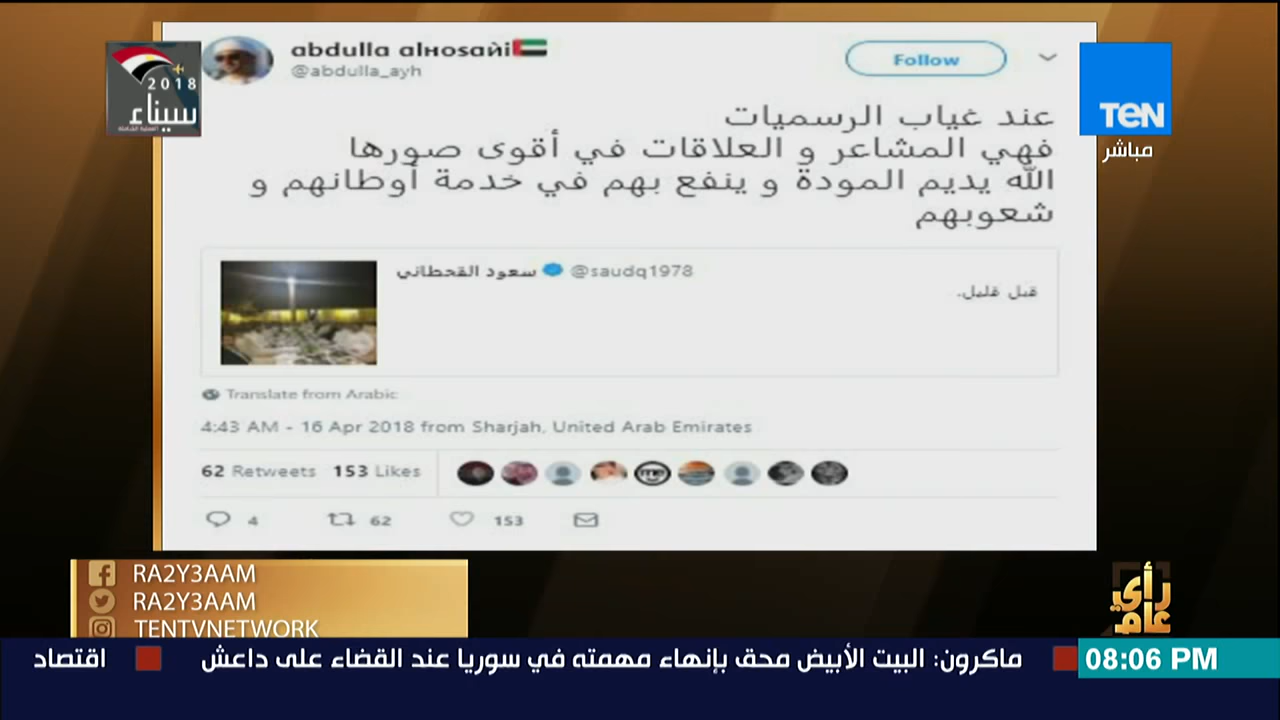 abdulla alнosaйi
@abdulla_ayh
Follow
2018
سيناء
TEN
مباشر
عند غياب الرسميات
فهي المشاعر و العلاقات في أقوى صورها
الله يديم المودة و ينفع بهم في خدمة أوطانهم و
شعوبهم
سعود القحطاني @saudq1978
قبل قليل.
Translate from Arabic
4:43 AM - 16 Apr 2018 from Sharjah, United Arab Emirates
62 Retweets 153 Likes
4 62 153
RA2Y3AAM
RA2Y3AAM
TENTVNETWORK
رأي
عام
ماكرون: البيت الأبيض محق بإنهاء مهمته في سوريا عند القضاء على داعش
اقتصاد
08:06 PM